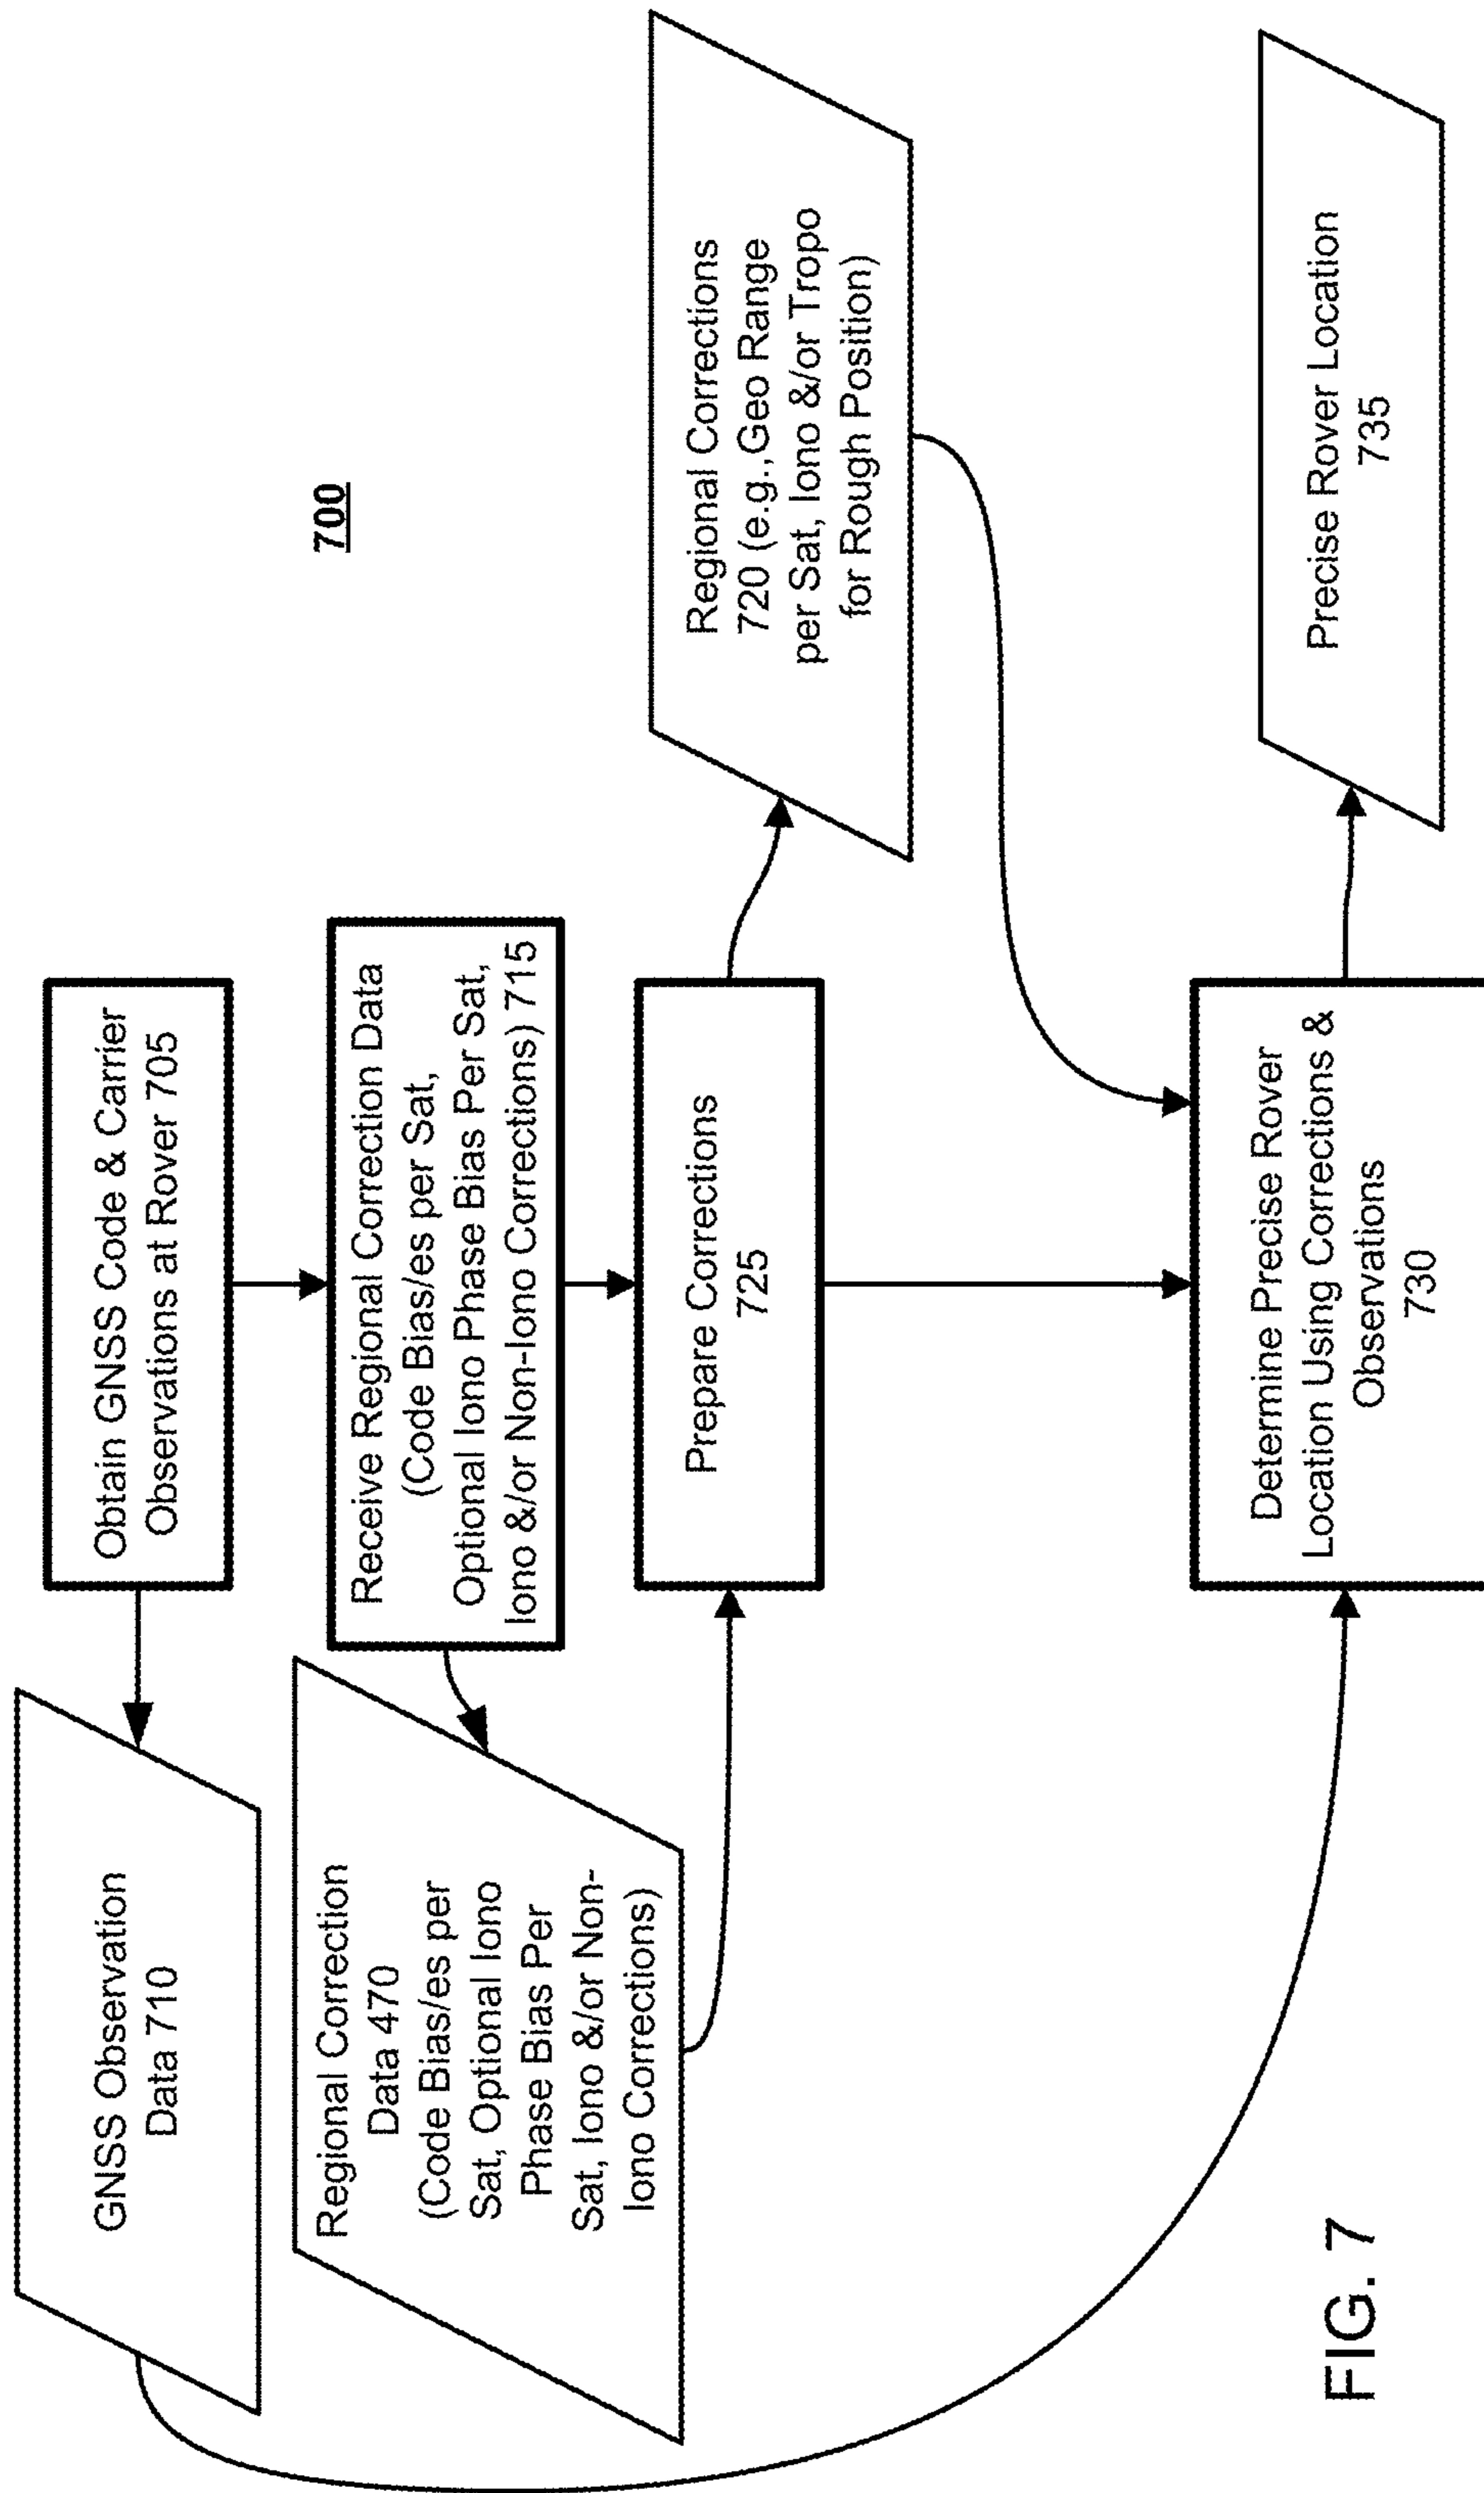 700
Obtain GNSS Code & Carrier
Observations at Rover 705
GNSS Observation
Data 710
Receive Regional Correction Data
(Code Bias/es per Sat,
Optional Iono Phase Bias Per Sat,
Iono &/or Non-Iono Corrections) 715
Regional Correction
Data 470
(Code Bias/es per
Sat, Optional Iono
Phase Bias Per
Sat, Iono &/or Non-
Iono Corrections)
Prepare Corrections
725
Regional Corrections
720 (e.g.,Geo Range
per Sat, Iono &/or Tropo
for Rough Position)
Determine Precise Rover
Location Using Corrections &
Observations
730
Precise Rover Location
735
FIG. 7